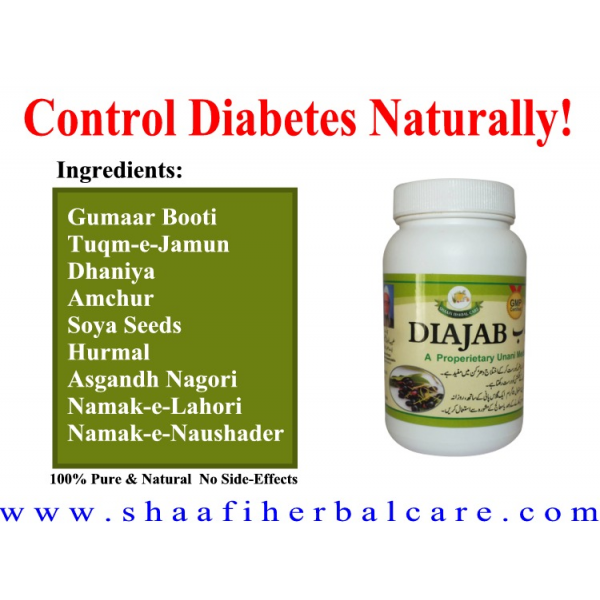 Control Diabetes Naturally!
Ingredients:
Gumaar Booti
Tuqm-e-Jamun
Dhaniya
Amchur
Soya Seeds
Hurmal
Asgandh Nagori
Namak-e-Lahori
Namak-e-Naushader
100% Pure & Natural No Side-Effects
GMP
DIAJAB
A Properietary Unani
www.shaafiherbalcare.com